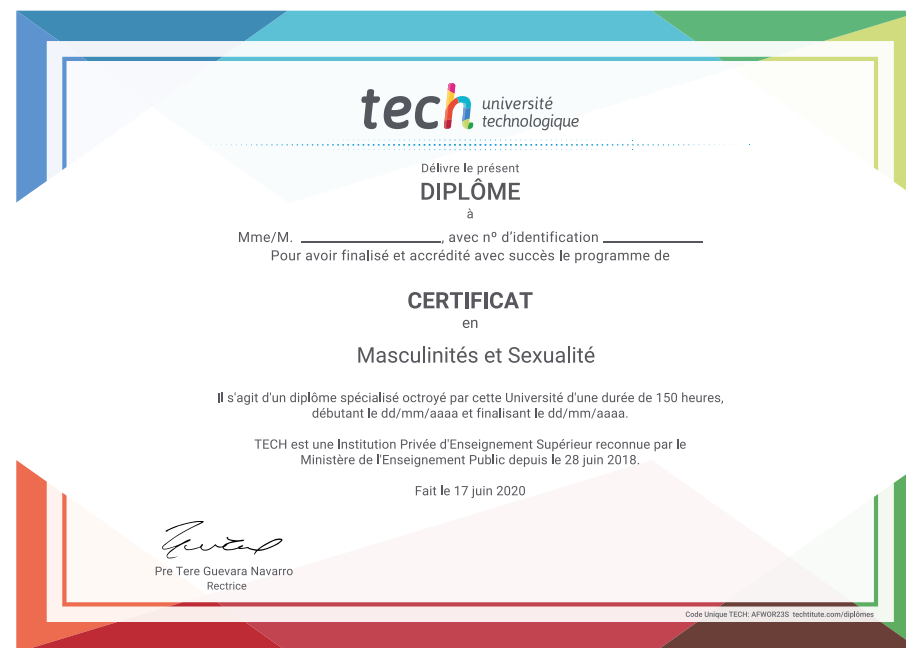 tech université
technologique
Délivre le présent
DIPLÔME
à
Mme/M. ____________________, avec nº d'identification ______________
Pour avoir finalisé et accrédité avec succès le programme de
CERTIFICAT
en
Masculinités et Sexualité
Il s'agit d'un diplôme spécialisé octroyé par cette Université d'une durée de 150 heures,
débutant le dd/mm/aaaa et finalisant le dd/mm/aaaa.
TECH est une Institution Privée d'Enseignement Supérieur reconnue par le
Ministère de l'Enseignement Public depuis le 28 juin 2018.
Fait le 17 juin 2020
Pre Tere Guevara Navarro
Rectrice
Code Unique TECH: AFWOR23S techtitute.com/diplômes